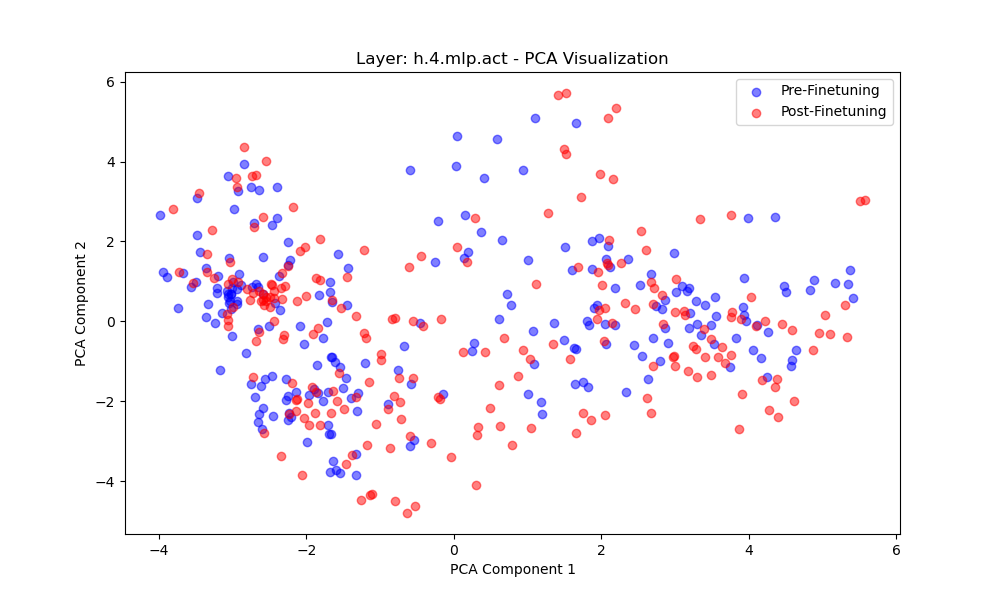 Layer: h.4.mlp.act - PCA Visualization
Pre-Finetuning
Post-Finetuning
6
4
2
0
−2
−4
PCA Component 2
−4
−2
0
2
4
6
PCA Component 1